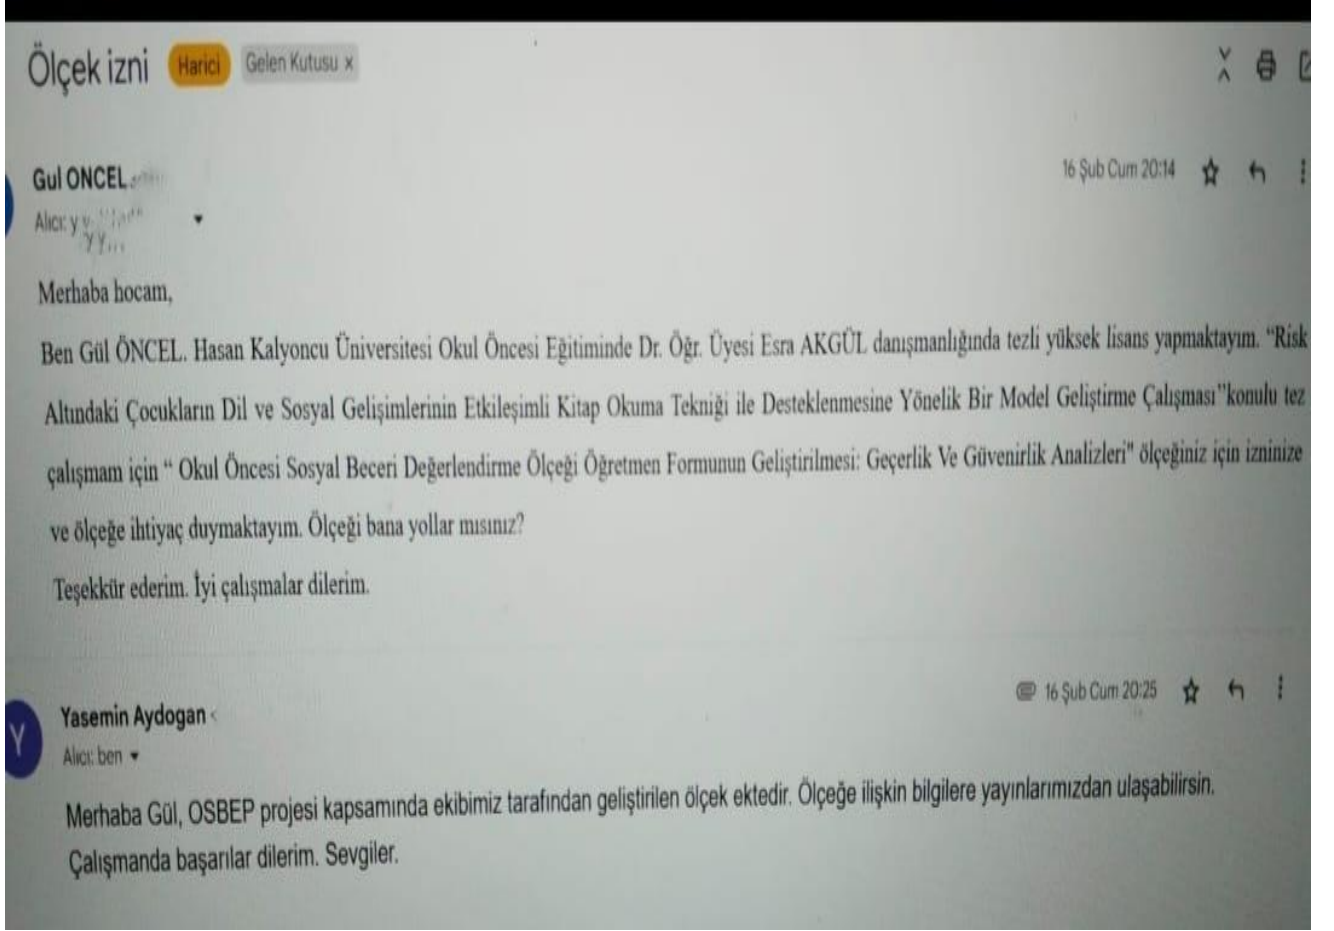 Ölçek izni Harici Gelen Kutusu x
Gul ONCEL
16 Şub Cum 20:14
Alıcı: y
Merhaba hocam,
Ben Gül ÖNCEL. Hasan Kalyoncu Üniversitesi Okul Öncesi Eğitiminde Dr. Öğr. Üyesi Esra AKGÜL danışmanlığında tezli yüksek lisans yapmaktayım. “Risk
Altındaki Çocukların Dil ve Sosyal Gelişimlerinin Etkileşimli Kitap Okuma Tekniği ile Desteklenmesine Yönelik Bir Model Geliştirme Çalışması”konulu tez
çalışmam için “ Okul Öncesi Sosyal Beceri Değerlendirme Ölçeği Öğretmen Formunun Geliştirilmesi: Geçerlik Ve Güvenirlik Analizleri" ölçeğiniz için izninize
ve ölçeğe ihtiyaç duymaktayım. Ölçeği bana yollar mısınız?
Teşekkür ederim. İyi çalışmalar dilerim.
16 Şub Cum 20:25
Y
Yasemin Aydogan <
Alıcı: ben
Merhaba Gül, OSBEP projesi kapsamında ekibimiz tarafından geliştirilen ölçek ektedir. Ölçeğe ilişkin bilgilere yayınlarımızdan ulaşabilirsin.
Çalışmanda başarılar dilerim. Sevgiler.